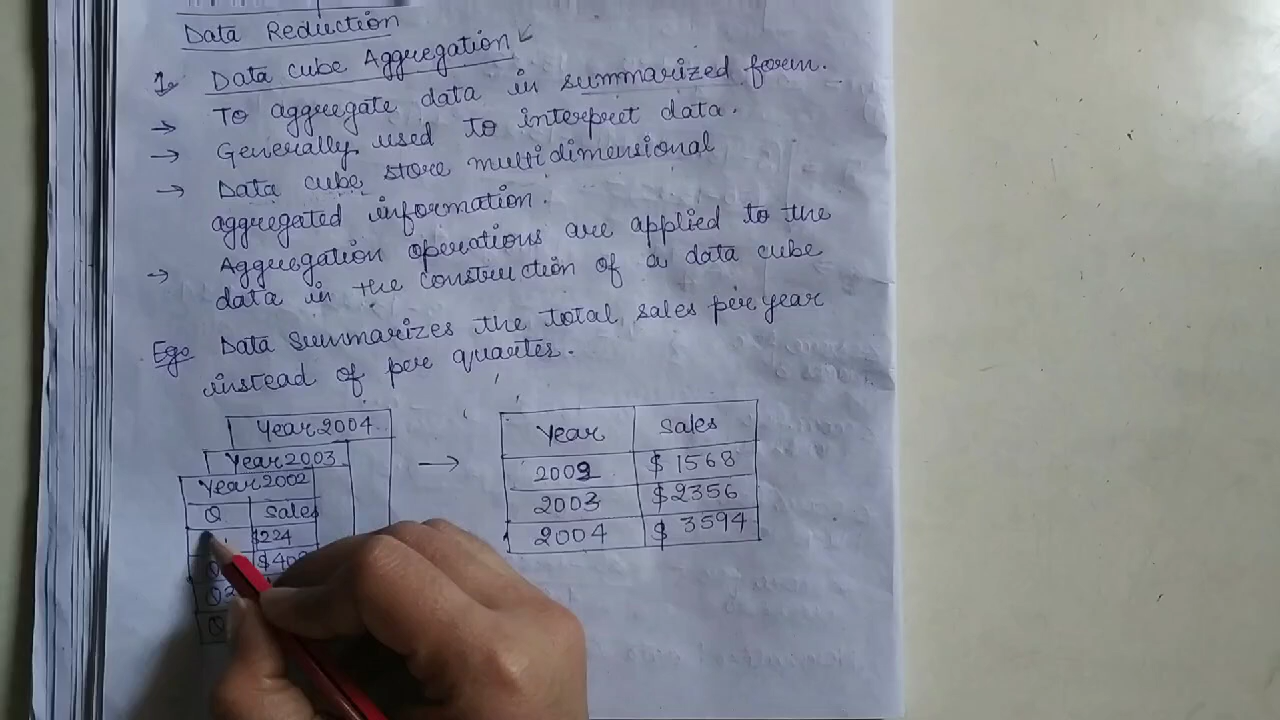 Data Reduction
1. Data cube Aggregation
→ To aggregate data in summarized form.
→ Generally used to interpret data.
→ Data cube store multidimensional
aggregated information.
→ Aggregation operations are applied to the
data in the construction of a data cube
Eg. Data summarizes the total sales per year
instead of per quarter.
Year 2004
Year 2003
Year 2002
Q Sales
$224
Q $40
Q3
Q
→
Year Sales
2002 $1568
2003 $2356
2004 $3594